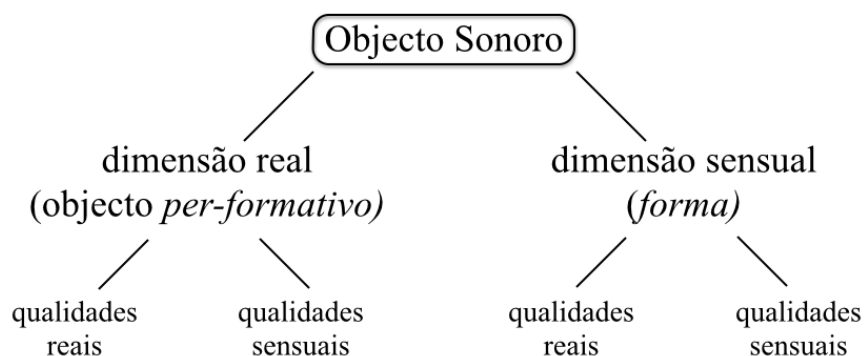 Objecto Sonoro
dimensão real
(objecto per-formativo)
dimensão sensual
(forma)
qualidades
reais
qualidades
sensuais
qualidades
reais
qualidades
sensuais